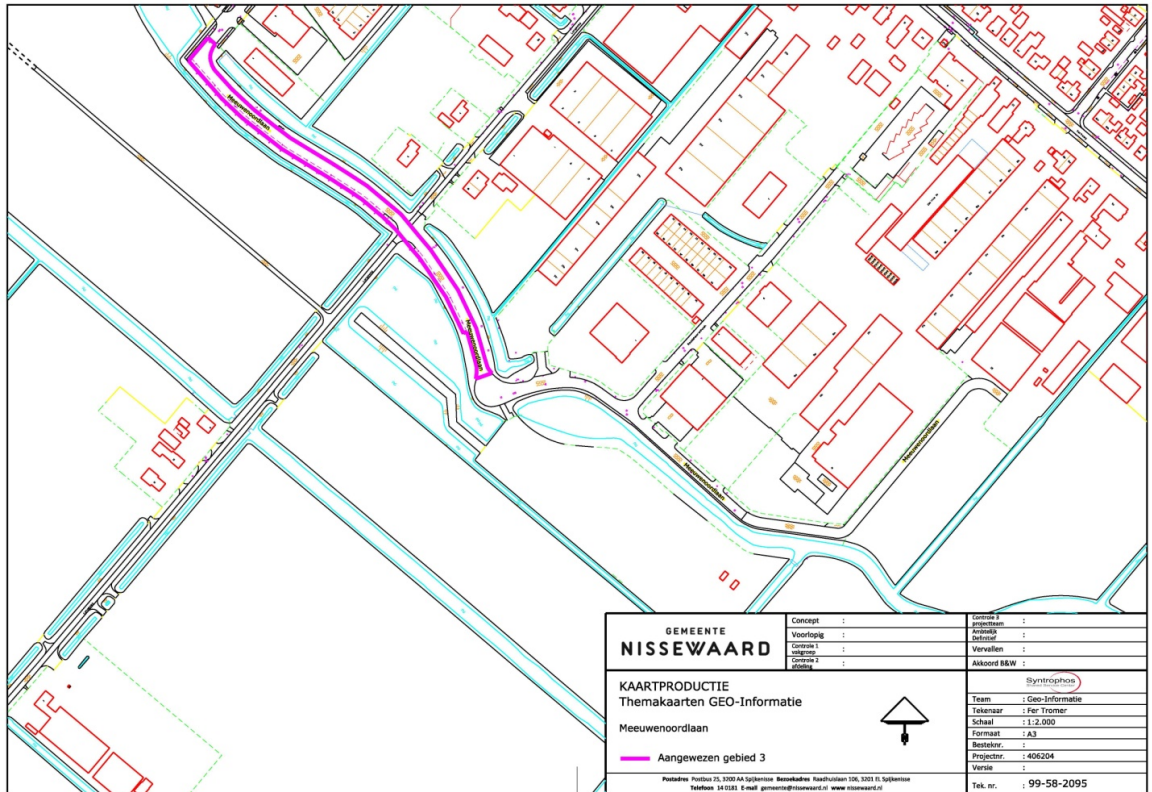 Meeuwenoordlaan
Meeuwenoordlaan
Meeuwenoordlaan
Meeuwenoordlaan
GEMEENTE
NISSEWAARD
Concept :
Voorlopig :
Controle 1
vakgroep :
Controle 2
afdeling :
Controle 3
projectteam :
Ambtelijk
Definitief :
Vervallen :
Akkoord B&W :
KAARTPRODUCTIE
Themakaarten GEO-Informatie
Meeuwenoordlaan
Aangewezen gebied 3
Syntrophos
Team : Geo-Informatie
Tekenaar : Fer Tromer
Schaal : 1:2.000
Formaat : A3
Besteknr. :
Projectnr. : 406204
Versie :
Tek. nr. : 99-58-2095
Postadres Postbus 25, 3200 AA Spijkenisse Bezoekadres Raadhuislaan 106, 3201 EL Spijkenisse
Telefoon 14 0181 E-mail gemeente@nissewaard.nl www nissewaard.nl